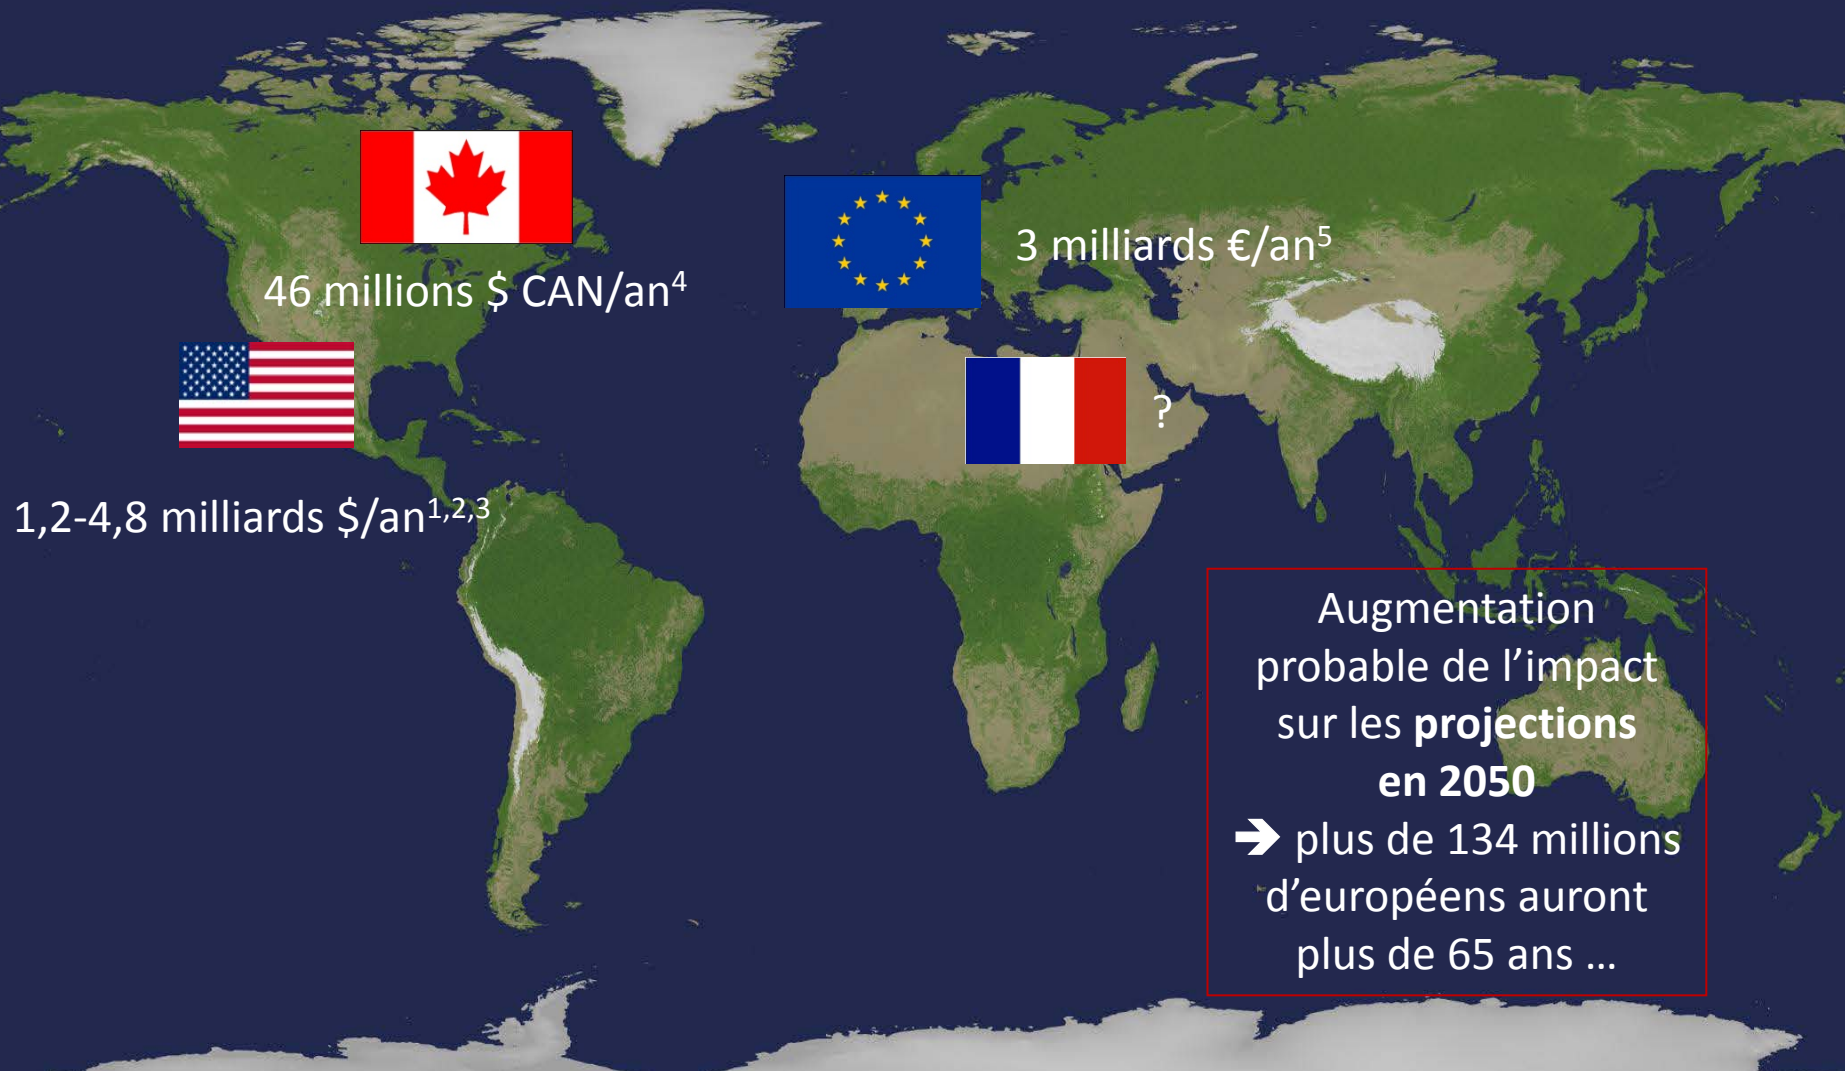 46 millions $ CAN/an⁴
3 milliards €/an⁵
?
1,2-4,8 milliards $/an¹,²,³
Augmentation
probable de l’impact
sur les projections
en 2050
🡺 plus de 134 millions
d’européens auront
plus de 65 ans …